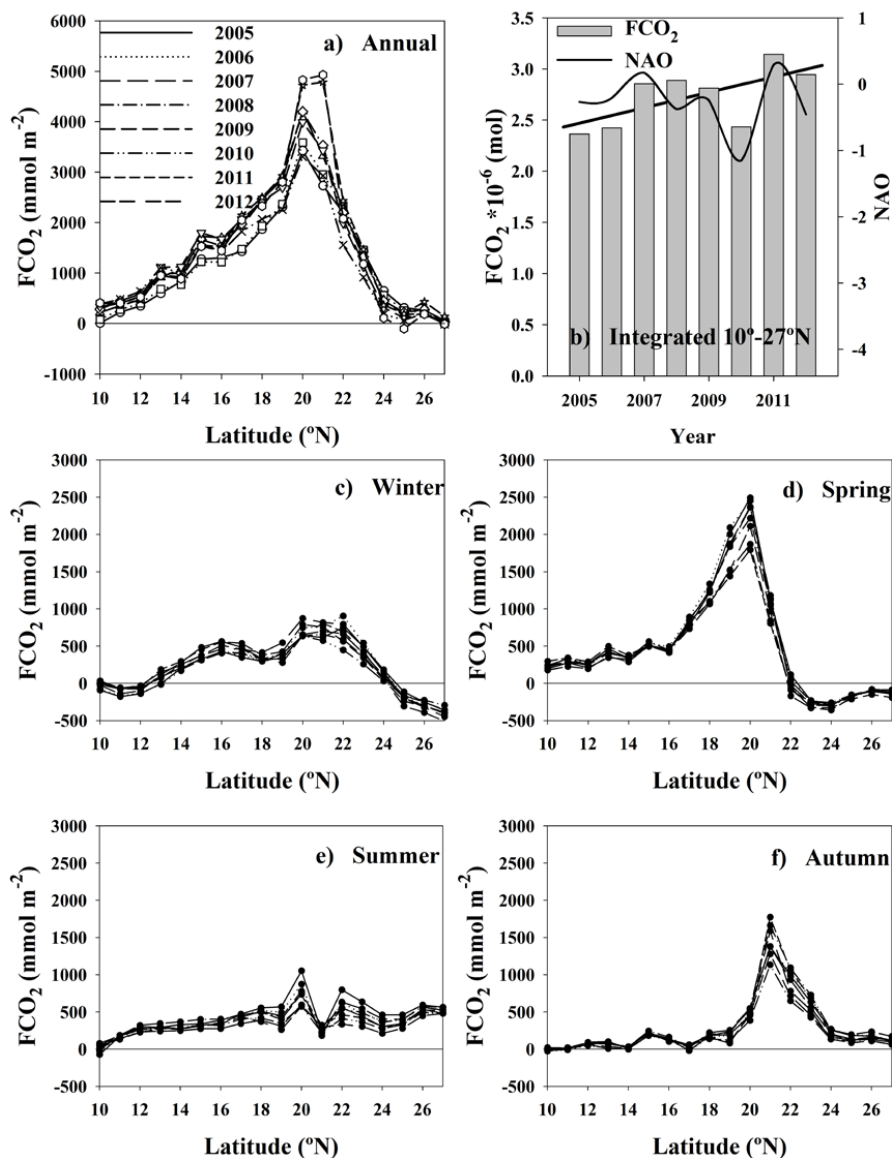 2005
2006
2007
2008
2009
2010
2011
2012
a) Annual
6000
5000
4000
3000
2000
1000
0
-1000
FCO₂ (mmol m⁻²)
10 12 14 16 18 20 22 24 26
Latitude (ºN)
FCO₂
NAO
3.5
3.0
2.5
2.0
1.5
1.0
0.5
0.0
FCO₂ *10⁻⁶ (mol)
1
0
-1
-2
-3
-4
NAO
b) Integrated 10º-27ºN
2005 2007 2009 2011
Year
c) Winter
3000
2500
2000
1500
1000
500
0
-500
FCO₂ (mmol m⁻²)
10 12 14 16 18 20 22 24 26
Latitude (ºN)
d) Spring
3000
2500
2000
1500
1000
500
0
-500
FCO₂ (mmol m⁻²)
10 12 14 16 18 20 22 24 26
Latitude (ºN)
e) Summer
3000
2500
2000
1500
1000
500
0
-500
FCO₂ (mmol m⁻²)
10 12 14 16 18 20 22 24 26
Latitude (ºN)
f) Autumn
3000
2500
2000
1500
1000
500
0
-500
FCO₂ (mmol m⁻²)
10 12 14 16 18 20 22 24 26
Latitude (ºN)